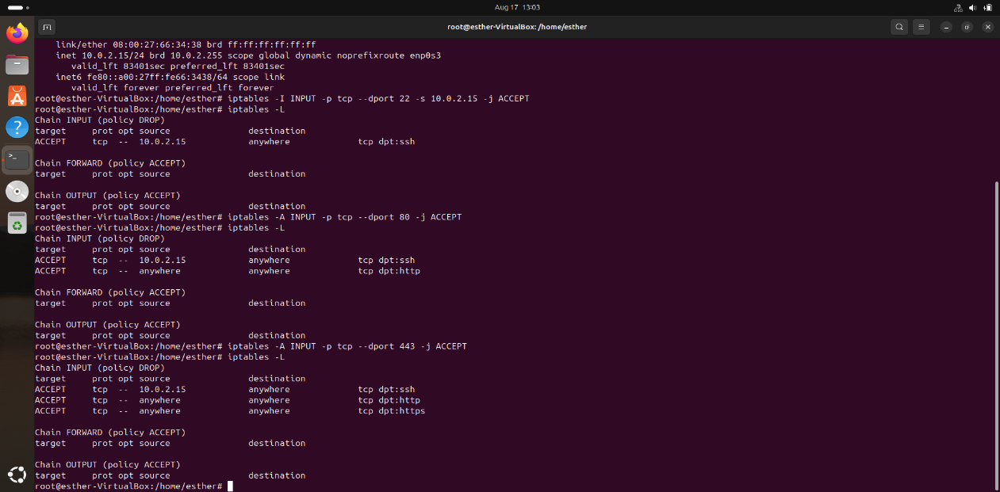 Aug 17 13:03
root@esther-VirtualBox: /home/esther
link/ether 08:00:27:66:34:38 brd ff:ff:ff:ff:ff:ff
inet 10.0.2.15/24 brd 10.0.2.255 scope global dynamic noprefixroute enp0s3
valid_lft 83401sec preferred_lft 83401sec
inet6 fe80::a00:27ff:fe66:3438/64 scope link
valid_lft forever preferred_lft forever
root@esther-VirtualBox:/home/esther# iptables -I INPUT -p tcp --dport 22 -s 10.0.2.15 -j ACCEPT
root@esther-VirtualBox:/home/esther# iptables -L
Chain INPUT (policy DROP)
target     prot opt source               destination
ACCEPT     tcp  --  10.0.2.15            anywhere             tcp dpt:ssh

Chain FORWARD (policy ACCEPT)
target     prot opt source               destination

Chain OUTPUT (policy ACCEPT)
target     prot opt source               destination
root@esther-VirtualBox:/home/esther# iptables -A INPUT -p tcp --dport 80 -j ACCEPT
root@esther-VirtualBox:/home/esther# iptables -L
Chain INPUT (policy DROP)
target     prot opt source               destination
ACCEPT     tcp  --  10.0.2.15            anywhere             tcp dpt:ssh
ACCEPT     tcp  --  anywhere             anywhere             tcp dpt:http

Chain FORWARD (policy ACCEPT)
target     prot opt source               destination

Chain OUTPUT (policy ACCEPT)
target     prot opt source               destination
root@esther-VirtualBox:/home/esther# iptables -A INPUT -p tcp --dport 443 -j ACCEPT
root@esther-VirtualBox:/home/esther# iptables -L
Chain INPUT (policy DROP)
target     prot opt source               destination
ACCEPT     tcp  --  10.0.2.15            anywhere             tcp dpt:ssh
ACCEPT     tcp  --  anywhere             anywhere             tcp dpt:http
ACCEPT     tcp  --  anywhere             anywhere             tcp dpt:https

Chain FORWARD (policy ACCEPT)
target     prot opt source               destination

Chain OUTPUT (policy ACCEPT)
target     prot opt source               destination
root@esther-VirtualBox:/home/esther#